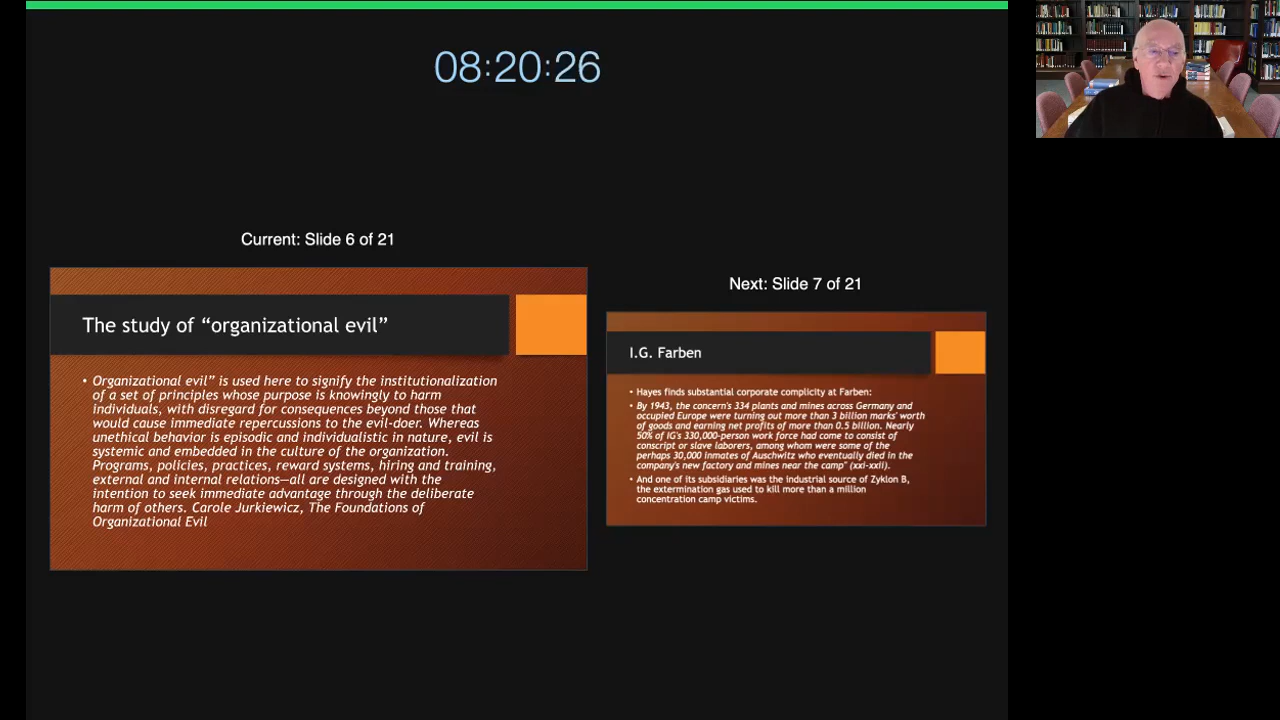 08:20:26
Current: Slide 6 of 21
The study of “organizational evil”
• Organizational evil” is used here to signify the institutionalization
of a set of principles whose purpose is knowingly to harm
individuals, with disregard for consequences beyond those that
would cause immediate repercussions to the evil-doer. Whereas
unethical behavior is episodic and individualistic in nature, evil is
systemic and embedded in the culture of the organization.
Programs, policies, practices, reward systems, hiring and training,
external and internal relations—all are designed with the
intention to seek immediate advantage through the deliberate
harm of others. Carole Jurkiewicz, The Foundations of
Organizational Evil
Next: Slide 7 of 21
I.G. Farben
• Hayes finds substantial corporate complicity at Farben:
• By 1943, the concern's 334 plants and mines across Germany and
occupied Europe were turning out more than 3 billion marks' worth
of goods and earning net profits of more than 0.5 billion. Nearly
50% of IG's 330,000-person work force had come to consist of
conscript or slave laborers, among whom were some of the
perhaps 30,000 inmates of Auschwitz who eventually died in the
company's new factory and mines near the camp" (xxi-xxii).
• And one of its subsidiaries was the industrial source of Zyklon B,
the extermination gas used to kill more than a million
concentration camp victims.